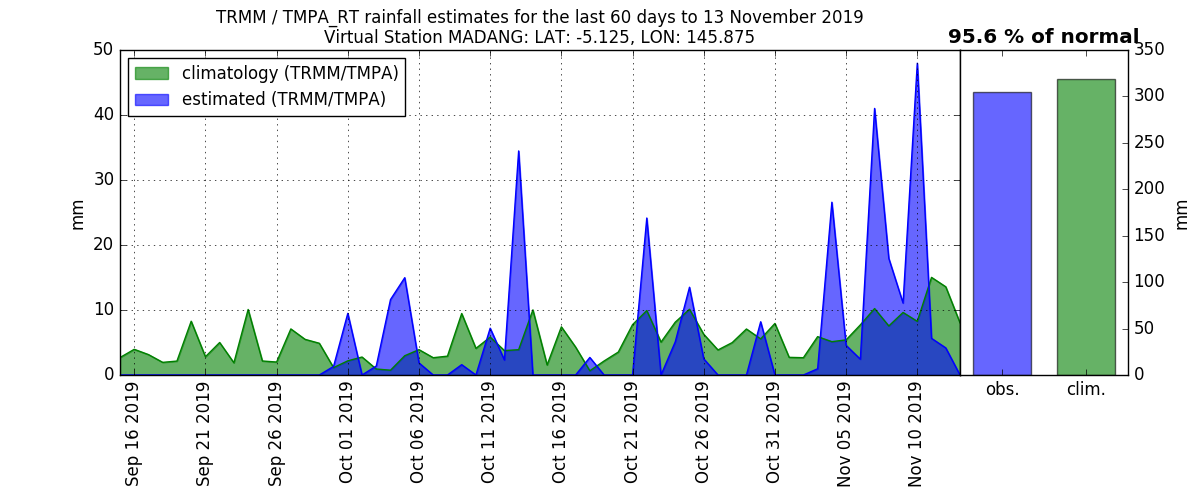 TRMM / TMPA_RT rainfall estimates for the last 60 days to 13 November 2019
Virtual Station MADANG: LAT: -5.125, LON: 145.875
95.6 % of normal
climatology (TRMM/TMPA)
estimated (TRMM/TMPA)
mm
50
40
30
20
10
0
Sep 16 2019
Sep 21 2019
Sep 26 2019
Oct 01 2019
Oct 06 2019
Oct 11 2019
Oct 16 2019
Oct 21 2019
Oct 26 2019
Oct 31 2019
Nov 05 2019
Nov 10 2019
obs.
clim.
350
300
250
200
150
100
50
0
mm